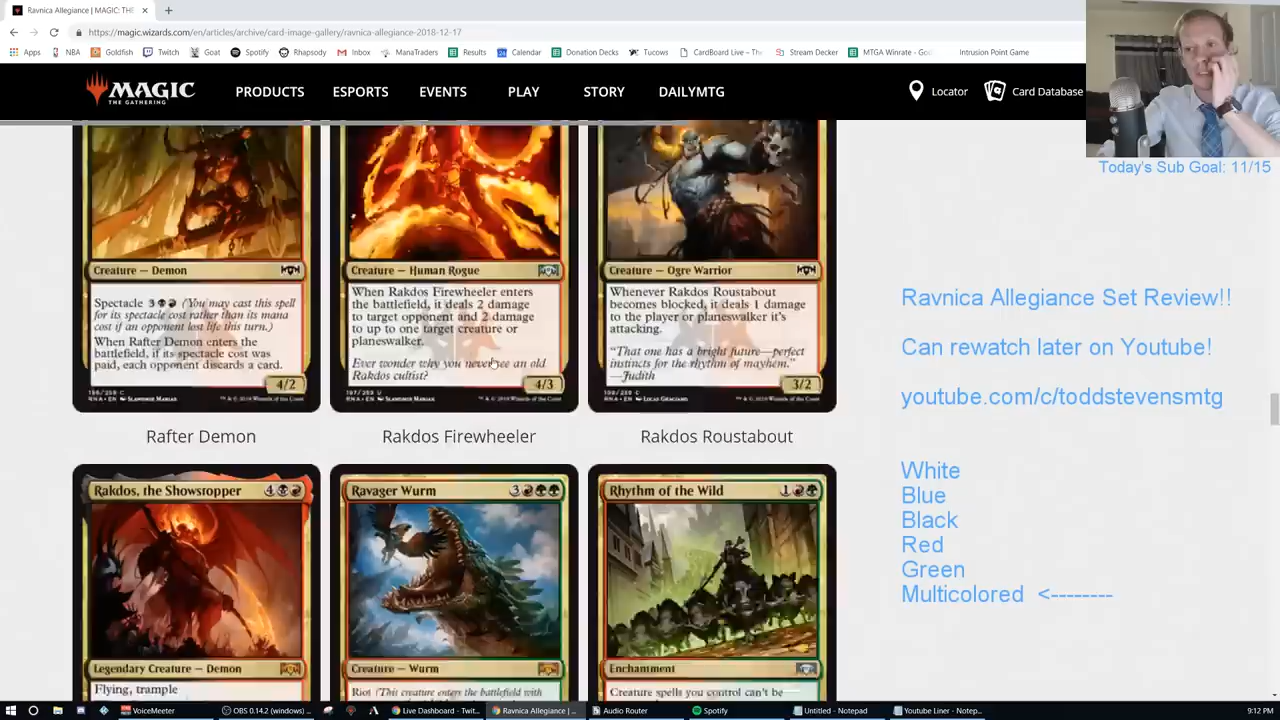 Ravnica Allegiance | MAGIC: THE
https://magic.wizards.com/en/articles/archive/card-image-gallery/ravnica-allegiance-2018-12-17
Apps NBA Goldfish Twitch Goat Spotify Rhapsody Inbox ManaTraders Results Calendar Donation Decks Tucows CardBoard Live – The Stream Decker MTGA Winrate - Intrusion Point Game
MAGIC
THE GATHERING
PRODUCTS ESPORTS EVENTS PLAY STORY DAILYMTG
Locator Card Database
Today's Sub Goal: 11/15
Creature — Demon
Spectacle 3 (You may cast this spell
for its spectacle cost rather than its mana
cost if an opponent lost life this turn.)
When Rafter Demon enters the
battlefield, if its spectacle cost was
paid, each opponent discards a card.
4/2
Rafter Demon
Creature — Human Rogue
When Rakdos Firewheeler enters
the battlefield, it deals 2 damage
to target opponent and 2 damage
to up to one target creature or
planeswalker.
Ever wonder why you never see an old
Rakdos cultist?
4/3
Rakdos Firewheeler
Creature — Ogre Warrior
Whenever Rakdos Roustabout
becomes blocked, it deals 1 damage
to the player or planeswalker it's
attacking.
"That one has a bright future—perfect
instincts for the rhythm of mayhem."
—Judith
3/2
Rakdos Roustabout
Rakdos, the Showstopper 4
Legendary Creature — Demon
Flying, trample
Ravager Wurm 3
Creature — Wurm
Riot (This creature enters the battlefield with
Rhythm of the Wild 1
Enchantment
Creature spells you control can't be
Ravnica Allegiance Set Review!!
Can rewatch later on Youtube!
youtube.com/c/toddstevensmtg
White
Blue
Black
Red
Green
Multicolored <--------
VoiceMeeter OBS 0.14.2 (windows) ... Live Dashboard - Twit... Ravnica Allegiance |... Audio Router Spotify Untitled - Notepad Youtube Liner - Notep...
9:12 PM